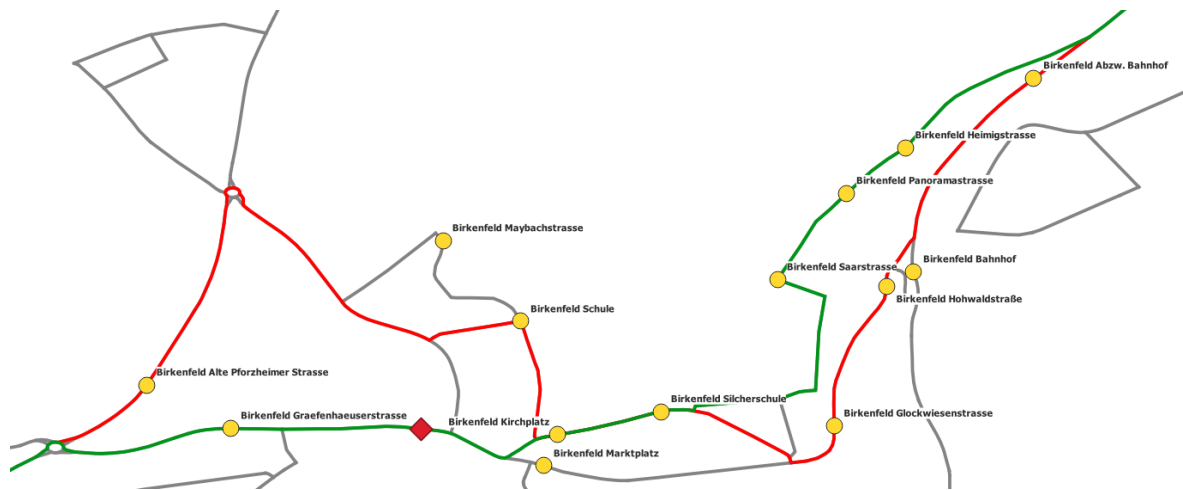 Birkenfeld Abzw. Bahnhof
Birkenfeld Heimigstrasse
Birkenfeld Panoramastrasse
Birkenfeld Maybachstrasse
Birkenfeld Saarstrasse
Birkenfeld Bahnhof
Birkenfeld Hohwaldstraße
Birkenfeld Schule
Birkenfeld Alte Pforzheimer Strasse
Birkenfeld Silcherschule
Birkenfeld Graefenhaeuserstrasse
Birkenfeld Kirchplatz
Birkenfeld Glockwiesenstrasse
Birkenfeld Marktplatz